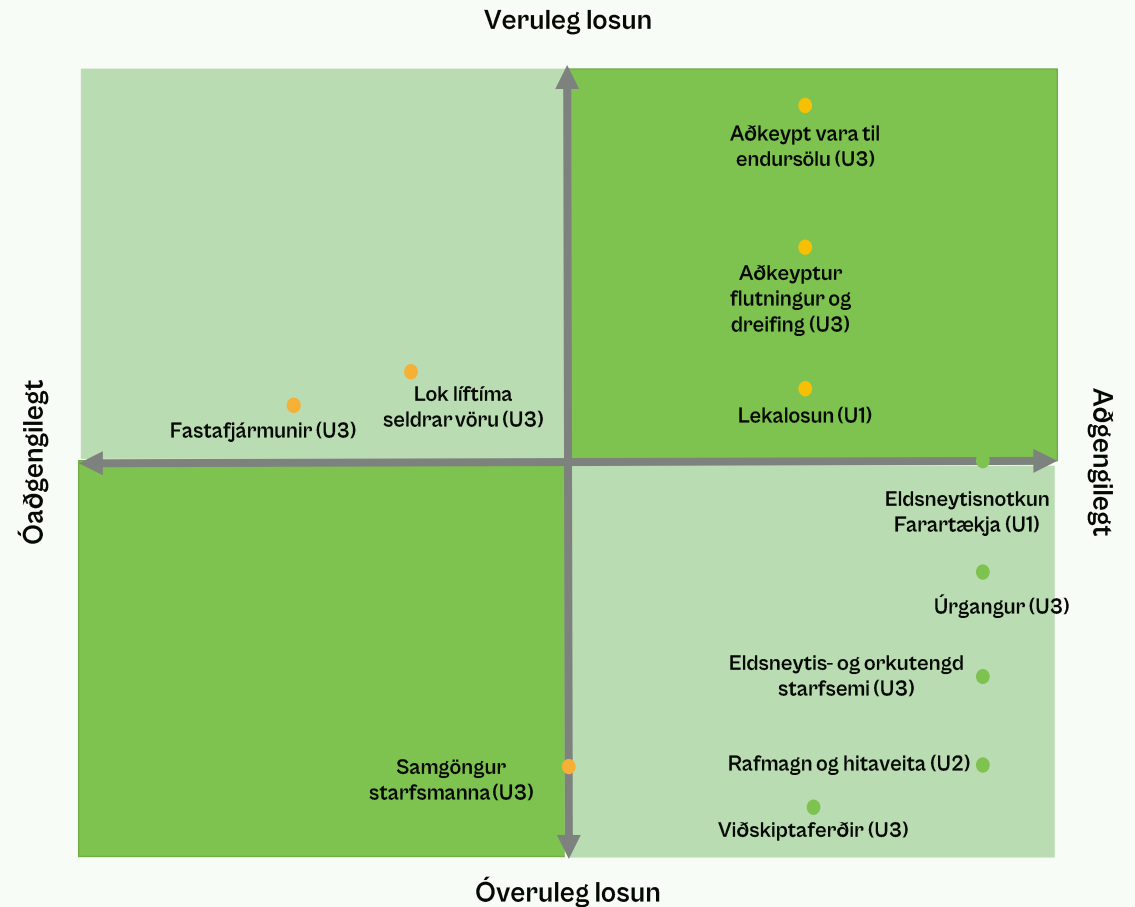 Veruleg losun
Aðkeypt vara til
endursölu (U3)
Aðkeyptur
flutningur og
dreifing (U3)
Lok líftíma
seldrar vöru (U3)
Fastafjármunir (U3)
Lekalosun (U1)
Óaðgengilegt
Aðgengilegt
Eldsneytisnotkun
Farartækja (U1)
Úrgangur (U3)
Eldsneytis- og orkutengd
starfsemi (U3)
Samgöngur
starfsmanna (U3)
Rafmagn og hitaveita (U2)
Viðskiptaferðir (U3)
Óveruleg losun